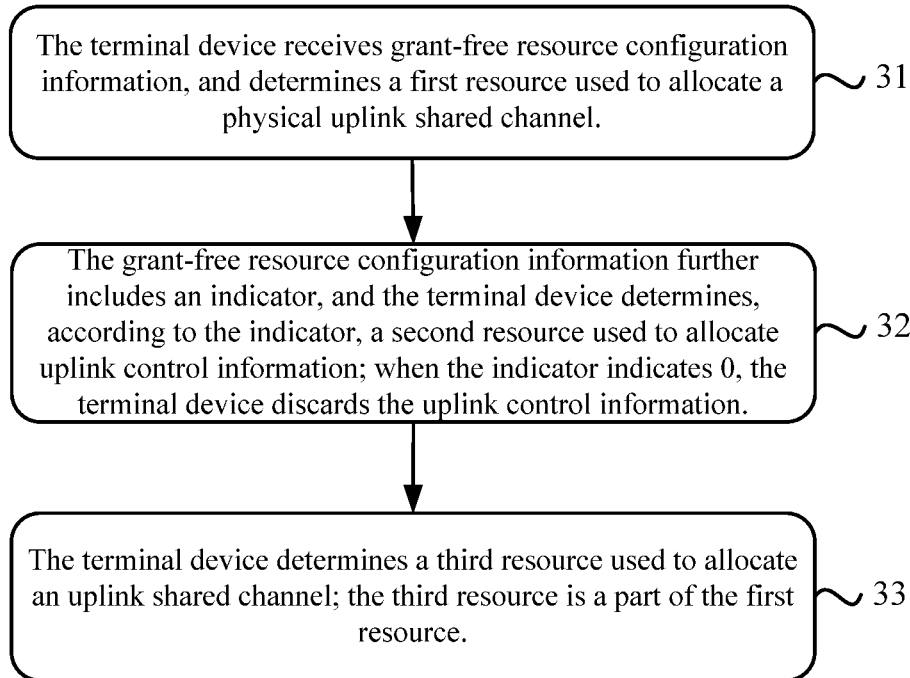 The terminal device receives grant-free resource configuration
information, and determines a first resource used to allocate a
physical uplink shared channel.
31
The grant-free resource configuration information further
includes an indicator, and the terminal device determines,
according to the indicator, a second resource used to allocate
uplink control information; when the indicator indicates 0, the
terminal device discards the uplink control information.
32
The terminal device determines a third resource used to allocate
an uplink shared channel; the third resource is a part of the first
resource.
33